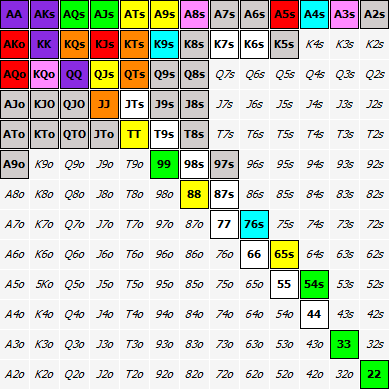 AA AKs AQs AJs ATs A9s A8s A7s A6s A5s A4s A3s A2s
AKo KK KQs KJs KTs K9s K8s K7s K6s K5s K4s K3s K2s
AQo KQo QQ QJs QTs Q9s Q8s Q7s Q6s Q5s Q4s Q3s Q2s
AJo KJO QJO JJ JTs J9s J8s J7s J6s J5s J4s J3s J2s
ATo KTo QTO JTo TT T9s T8s T7s T6s T5s T4s T3s T2s
A9o K9o Q9o J9o T9o 99 98s 97s 96s 95s 94s 93s 92s
A8o K8o Q8o J8o T8o 98o 88 87s 86s 85s 84s 83s 82s
A7o K7o Q7o J7o T7o 97o 87o 77 76s 75s 74s 73s 72s
A6o K6o Q6o J6o T6o 96o 86o 76o 66 65s 64s 63s 62s
A5o 5Ko Q5o J5o T5o 95o 85o 75o 65o 55 54s 53s 52s
A4o K4o Q4o J4o T4o 94o 84o 74o 64o 54o 44 43s 42s
A3o K3o Q3o J3o T3o 93o 83o 73o 63o 53o 43o 33 32s
A2o K2o Q2o J2o T2o 92o 82o 72o 62o 52o 42o 32o 22